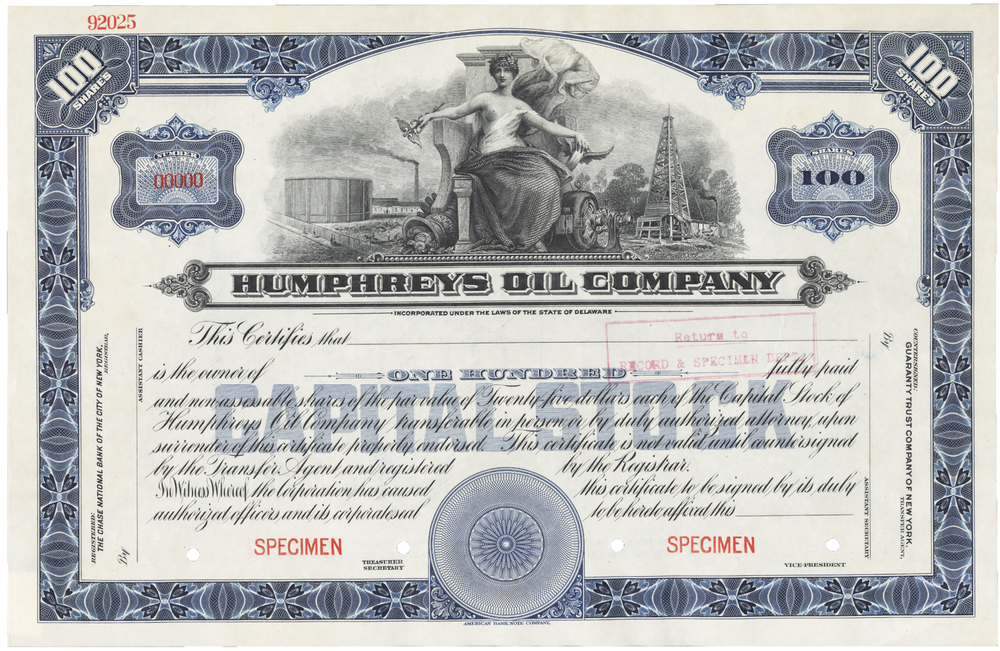 92025
100 SHARES
100 SHARES
NUMBER
00000
SHARES
100
HUMPHREYS OIL COMPANY
INCORPORATED UNDER THE LAWS OF THE STATE OF DELAWARE
This Certifies that
Return to
RECORD & SPECIMEN DEPT.
is the owner of ONE HUNDRED fully paid
CAPITAL STOCK
and non-assessable shares of the par value of Twenty-five dollars each of the Capital Stock of
Humphreys Oil Company, transferable in person or by duly authorized attorney, upon
surrender of this certificate properly endorsed. This certificate is not valid until countersigned
by the Transfer Agent and registered by the Registrar.
In Witness Whereof, the Corporation has caused this certificate to be signed by its duty
authorized officers and its corporate seal to be hereto affixed this
SPECIMEN
SPECIMEN
TREASURER
SECRETARY
VICE-PRESIDENT
REGISTERED:
THE CHASE NATIONAL BANK OF THE CITY OF NEW YORK,
REGISTRAR,
By
ASSISTANT CASHIER
COUNTERSIGNED:
GUARANTY TRUST COMPANY OF NEW YORK,
TRANSFER AGENT,
By
ASSISTANT SECRETARY
AMERICAN BANK NOTE COMPANY.